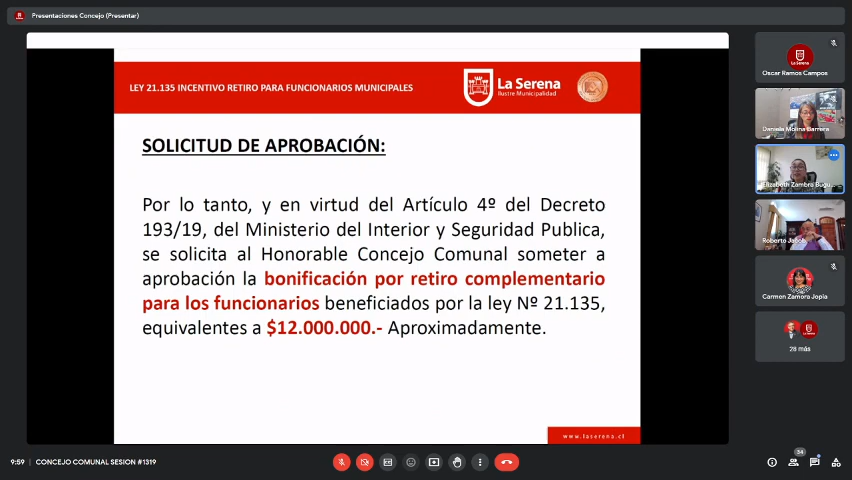 Presentaciones Concejo (Presentar)
LEY 21.135 INCENTIVO RETIRO PARA FUNCIONARIOS MUNICIPALES
La Serena
Ilustre Municipalidad
SOLICITUD DE APROBACIÓN:
Por lo tanto, y en virtud del Artículo 4º del Decreto
193/19, del Ministerio del Interior y Seguridad Publica,
se solicita al Honorable Concejo Comunal someter a
aprobación la bonificación por retiro complementario
para los funcionarios beneficiados por la ley Nº 21.135,
equivalentes a $12.000.000.- Aproximadamente.
www.laserena.cl
Oscar Ramos Campos
Daniela Molina Barrera
Elizabeth Zambra Bugu...
Roberto Jacob
Carmen Zamora Jopia
28 más
9:59 | CONCEJO COMUNAL SESION #1319
34